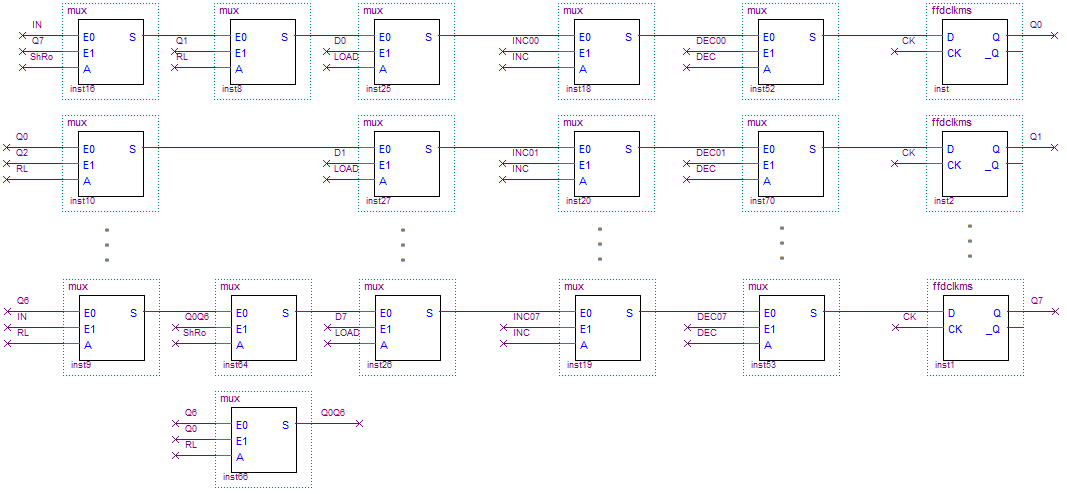 mux mux mux mux mux ffdclkms
IN E0 S Q1 E0 S D0 E0 S INC00 E0 S DEC00 E0 S CK D Q Q0
Q7 E1 RL E1 LOAD E1 INC E1 DEC E1 CK _Q
ShRo A A A A A
inst16 inst8 inst25 inst18 inst52 inst
mux mux mux mux ffdclkms
Q0 E0 S D1 E0 S INC01 E0 S DEC01 E0 S CK D Q Q1
Q2 E1 LOAD E1 INC E1 DEC E1 CK _Q
RL A A A A
inst10 inst27 inst20 inst70 inst2
mux mux mux mux mux ffdclkms
Q6 E0 S Q0Q6 E0 S D7 E0 S INC07 E0 S DEC07 E0 S CK D Q Q7
IN E1 ShRo E1 LOAD E1 INC E1 DEC E1 CK _Q
RL A A A A A
inst9 inst64 inst26 inst19 inst53 inst1
mux
Q6 E0 S Q0Q6
Q0 E1
RL A
inst66